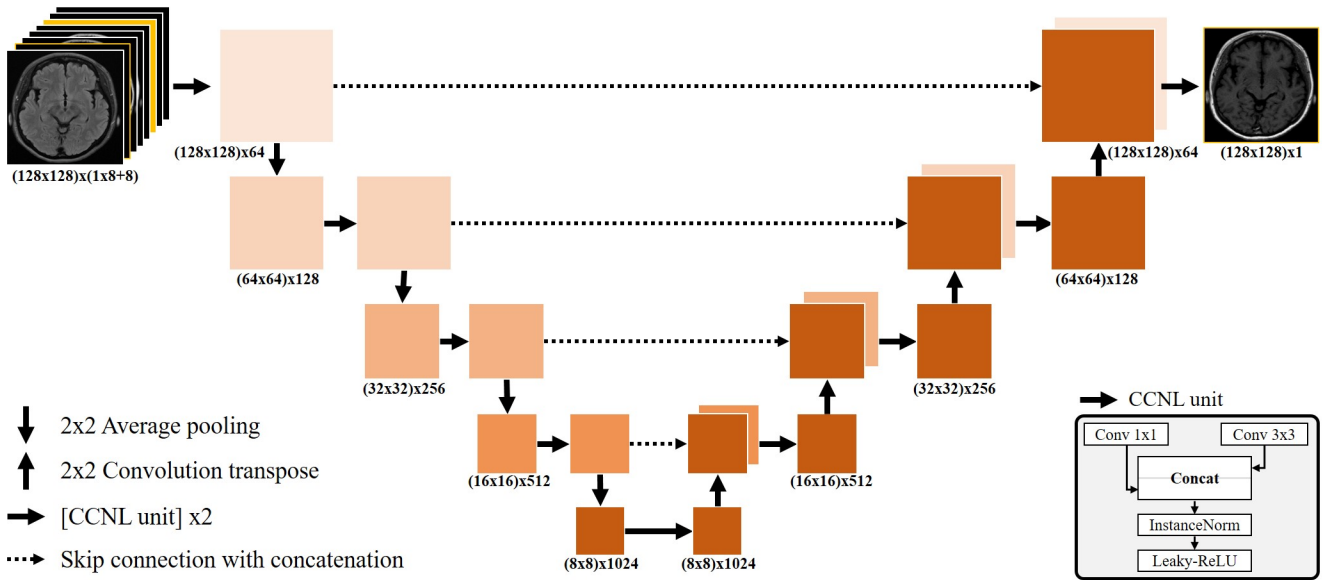 (128x128)x(1x8+8)
(128x128)x64
(128x128)x64
(128x128)x1
(64x64)x128
(64x64)x128
(32x32)x256
(32x32)x256
(16x16)x512
(16x16)x512
(8x8)x1024
(8x8)x1024
2x2 Average pooling
2x2 Convolution transpose
[CCNL unit] x2
Skip connection with concatenation
CCNL unit
Conv 1x1
Conv 3x3
Concat
InstanceNorm
Leaky-ReLU